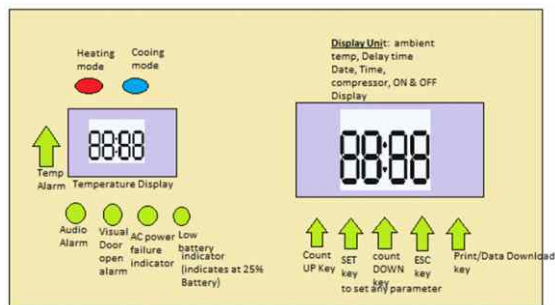 Heating
mode
Cooing
mode
Display Unit: ambient
temp, Delay time
Date, Time,
compressor, ON & OFF
Display
88:88
88:88
Temp
Alarm
Temperature Display
Audio
Alarm
Visual
Door
open
alarm
AC power
failure
indicator
Low
battery
indicator
(indicates at 25%
Battery)
Count
UP Key
SET
key
count
DOWN
key
ESC
key
Print/Data Download
key
to set any parameter